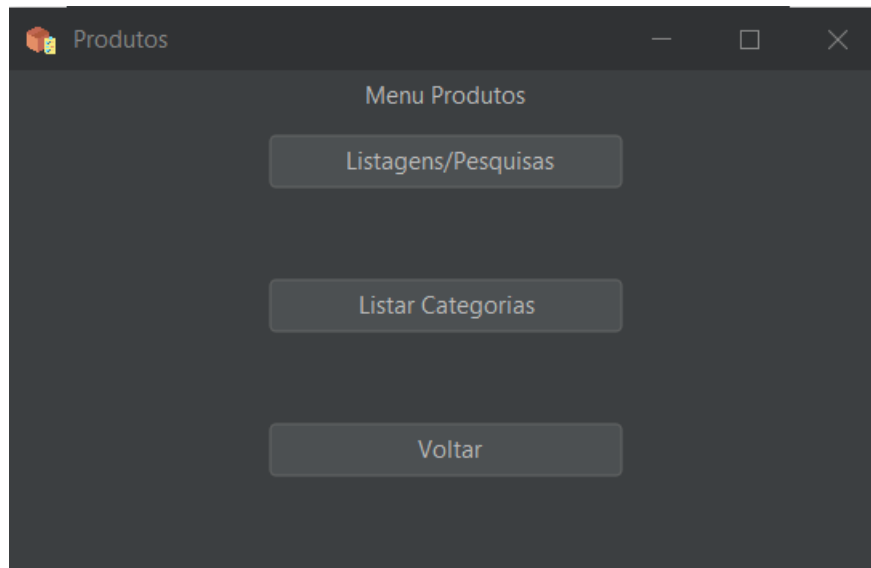 Produtos
Menu Produtos
Listagens/Pesquisas
Listar Categorias
Voltar